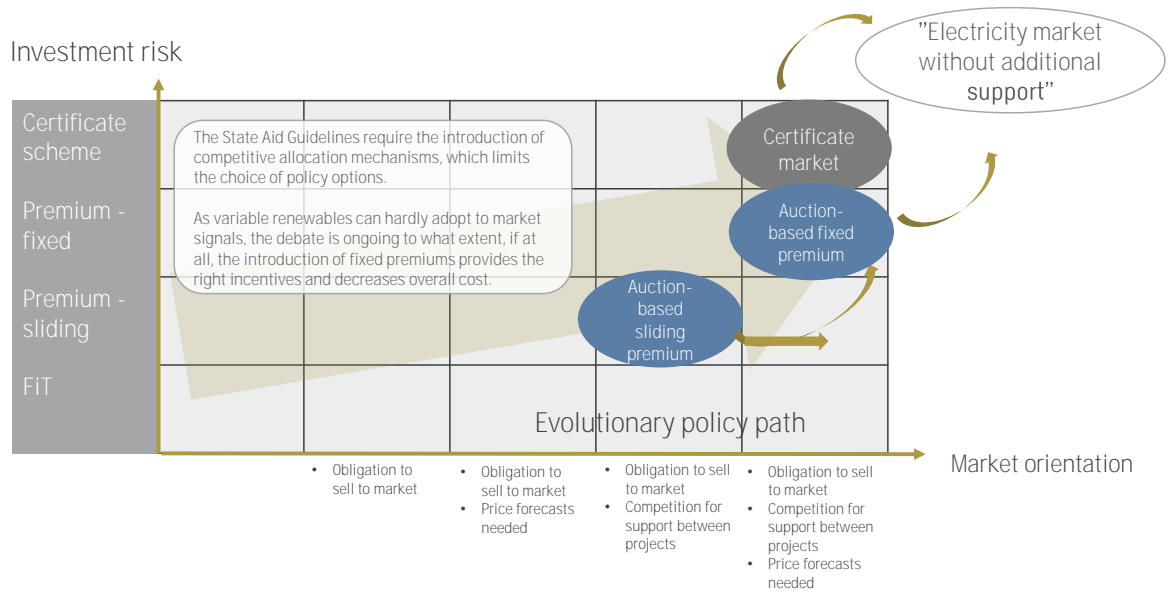 Investment risk
”Electricity market
without additional
support”
Certificate
scheme
Premium -
fixed
Premium -
sliding
FiT
The State Aid Guidelines require the introduction of
competitive allocation mechanisms, which limits
the choice of policy options.
As variable renewables can hardly adopt to market
signals, the debate is ongoing to what extent, if at
all, the introduction of fixed premiums provides the
right incentives and decreases overall cost.
Certificate
market
Auction-
based fixed
premium
Auction-
based
sliding
premium
Evolutionary policy path
Market orientation
• Obligation to
sell to market
• Obligation to
sell to market
• Price forecasts
needed
• Obligation to sell
to market
• Competition for
support between
projects
• Obligation to sell
to market
• Competition for
support between
projects
• Price forecasts
needed